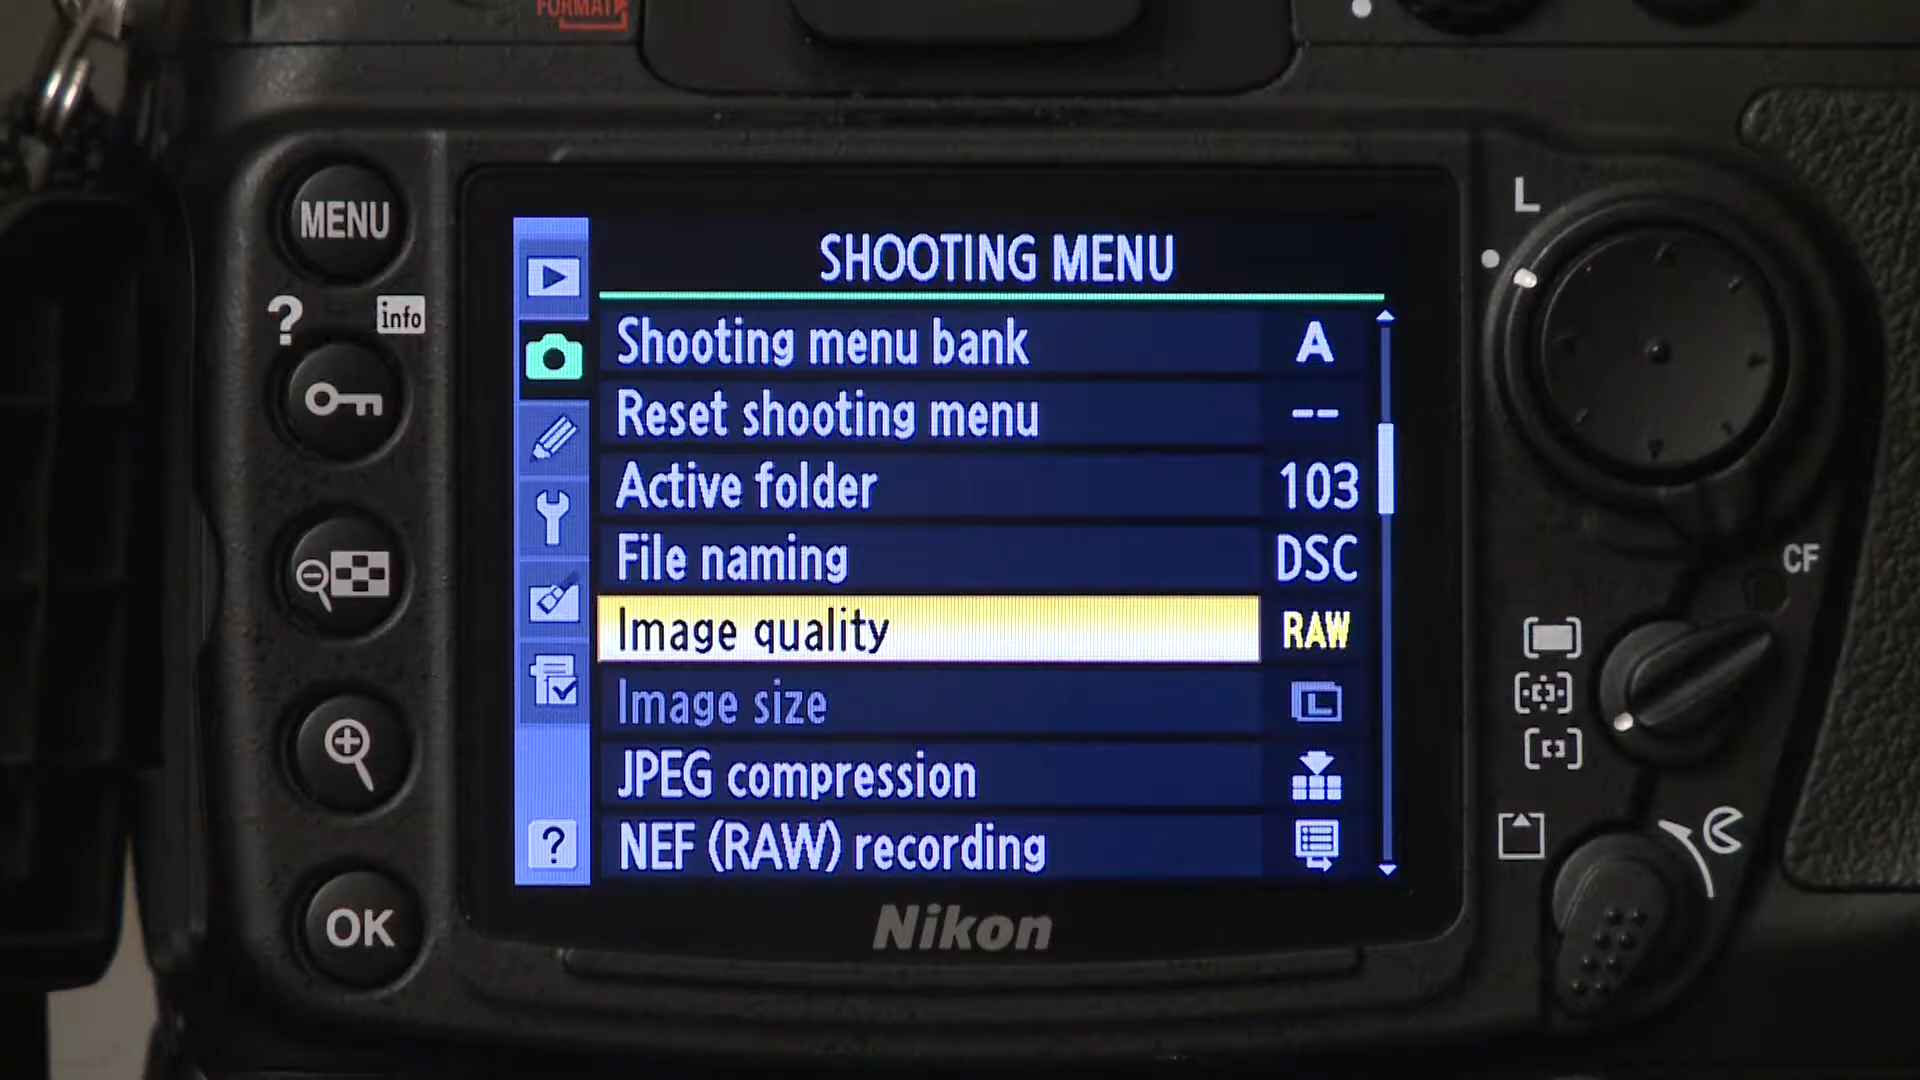 FORMAT
MENU
? info
L
SHOOTING MENU
Shooting menu bank A
Reset shooting menu --
Active folder 103
File naming DSC
Image quality RAW
Image size L
JPEG compression
NEF (RAW) recording
?
CF
OK
Nikon